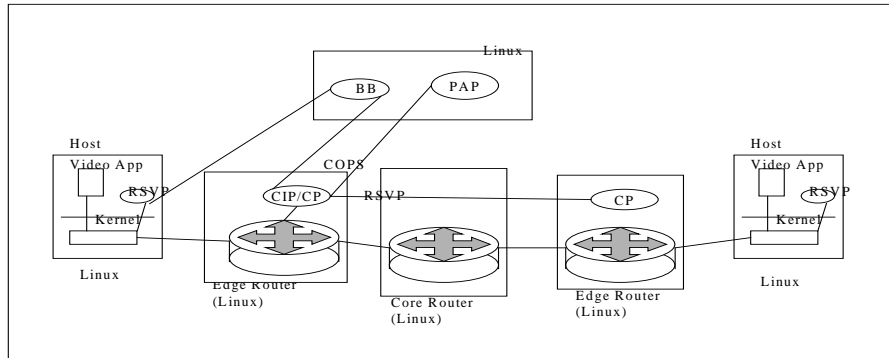 Linux
BB
PAP
Host
Video App
RSVP
Kernel
Linux
COPS
CIP/CP
RSVP
Edge Router
(Linux)
Core Router
(Linux)
CP
Edge Router
(Linux)
Host
Video App
RSVP
Kernel
Linux